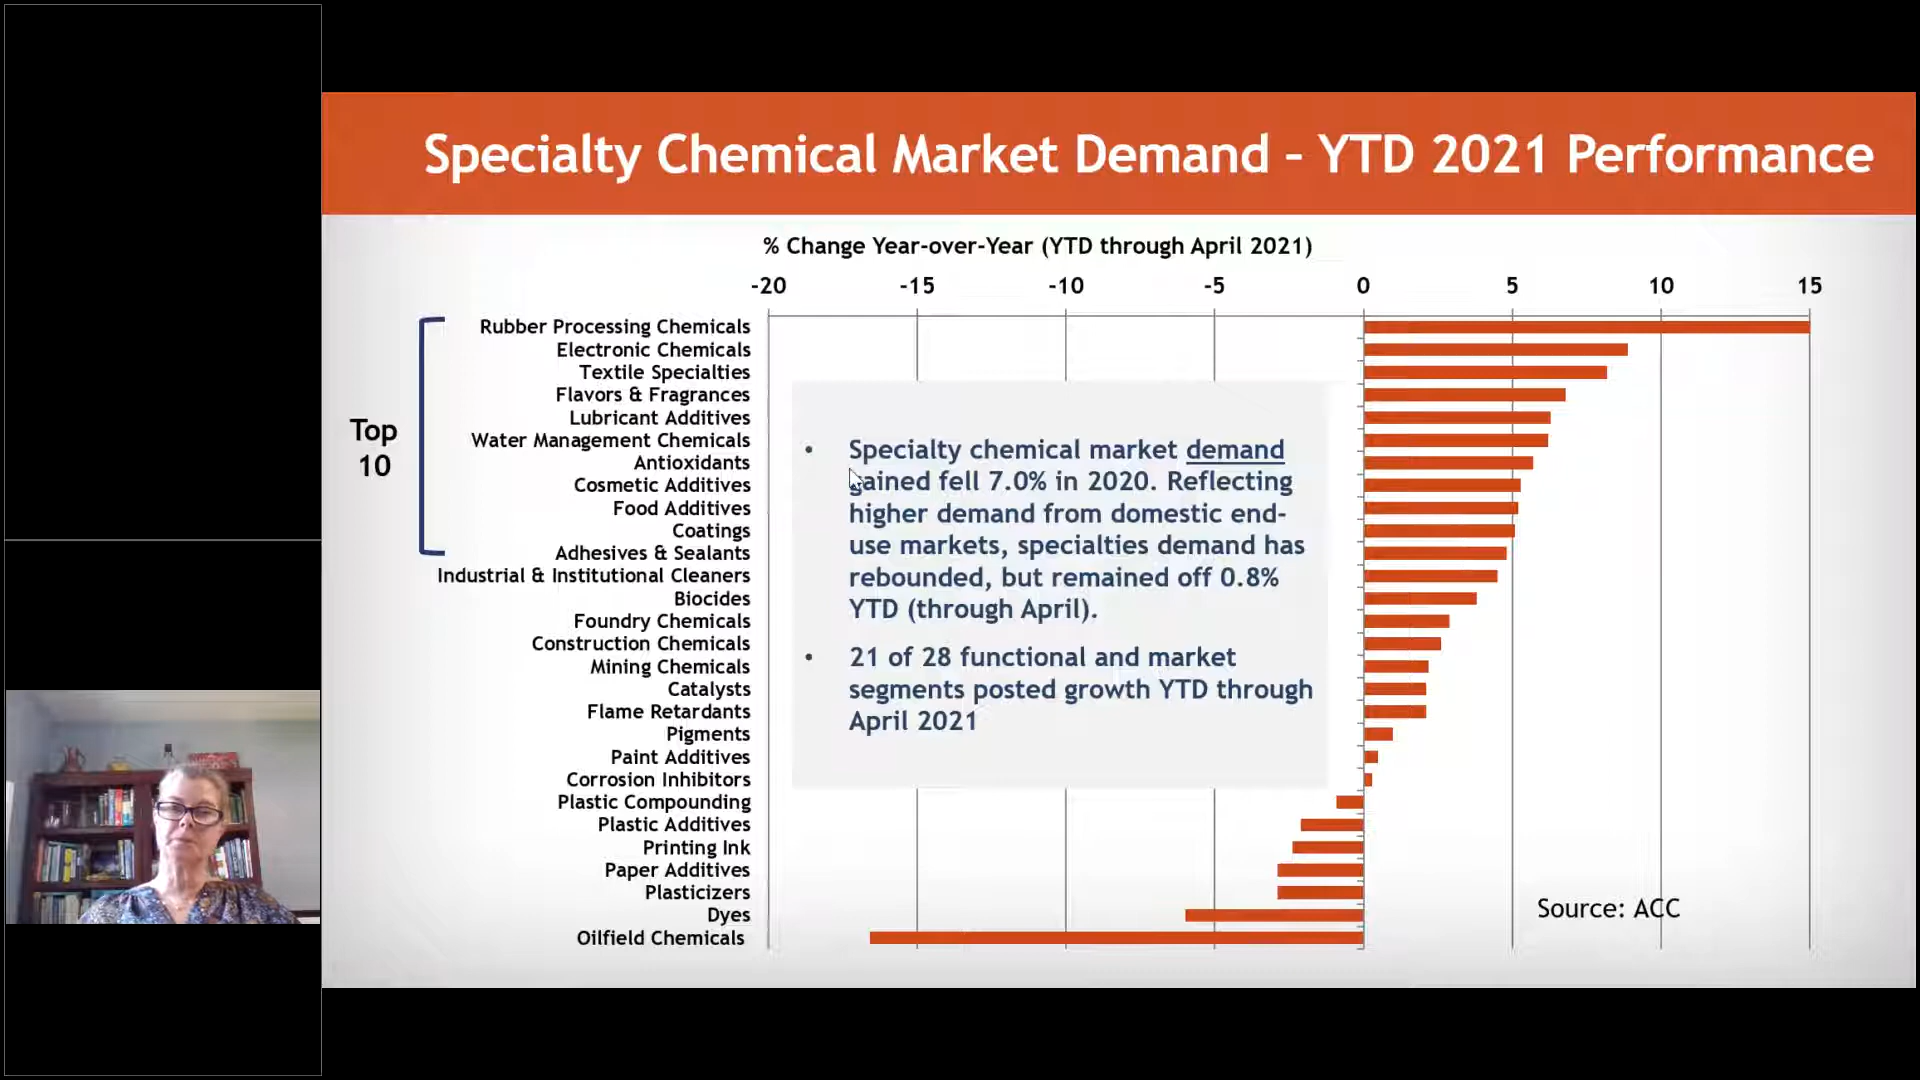 Specialty Chemical Market Demand – YTD 2021 Performance
% Change Year-over-Year (YTD through April 2021)
-20 -15 -10 -5 0 5 10 15
Top
10
Rubber Processing Chemicals
Electronic Chemicals
Textile Specialties
Flavors & Fragrances
Lubricant Additives
Water Management Chemicals
Antioxidants
Cosmetic Additives
Food Additives
Coatings
Adhesives & Sealants
Industrial & Institutional Cleaners
Biocides
Foundry Chemicals
Construction Chemicals
Mining Chemicals
Catalysts
Flame Retardants
Pigments
Paint Additives
Corrosion Inhibitors
Plastic Compounding
Plastic Additives
Printing Ink
Paper Additives
Plasticizers
Dyes
Oilfield Chemicals
• Specialty chemical market demand
gained fell 7.0% in 2020. Reflecting
higher demand from domestic end-
use markets, specialties demand has
rebounded, but remained off 0.8%
YTD (through April).
• 21 of 28 functional and market
segments posted growth YTD through
April 2021
Source: ACC